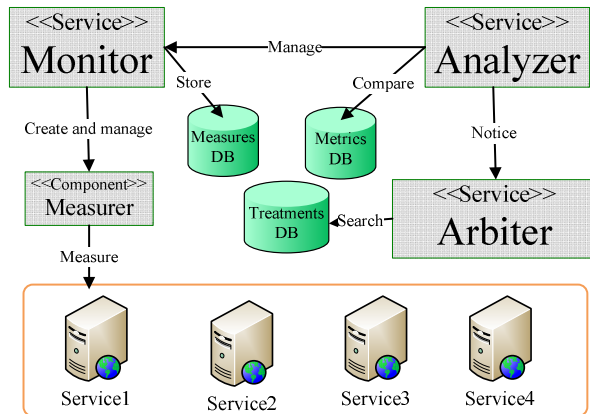 <<Service>>
Monitor
Manage
<<Service>>
Analyzer
Store
Compare
Measures
DB
Metrics
DB
Create and manage
Notice
<<Component>>
Measurer
Treatments
DB
Search
<<Service>>
Arbiter
Measure
Service1
Service2
Service3
Service4